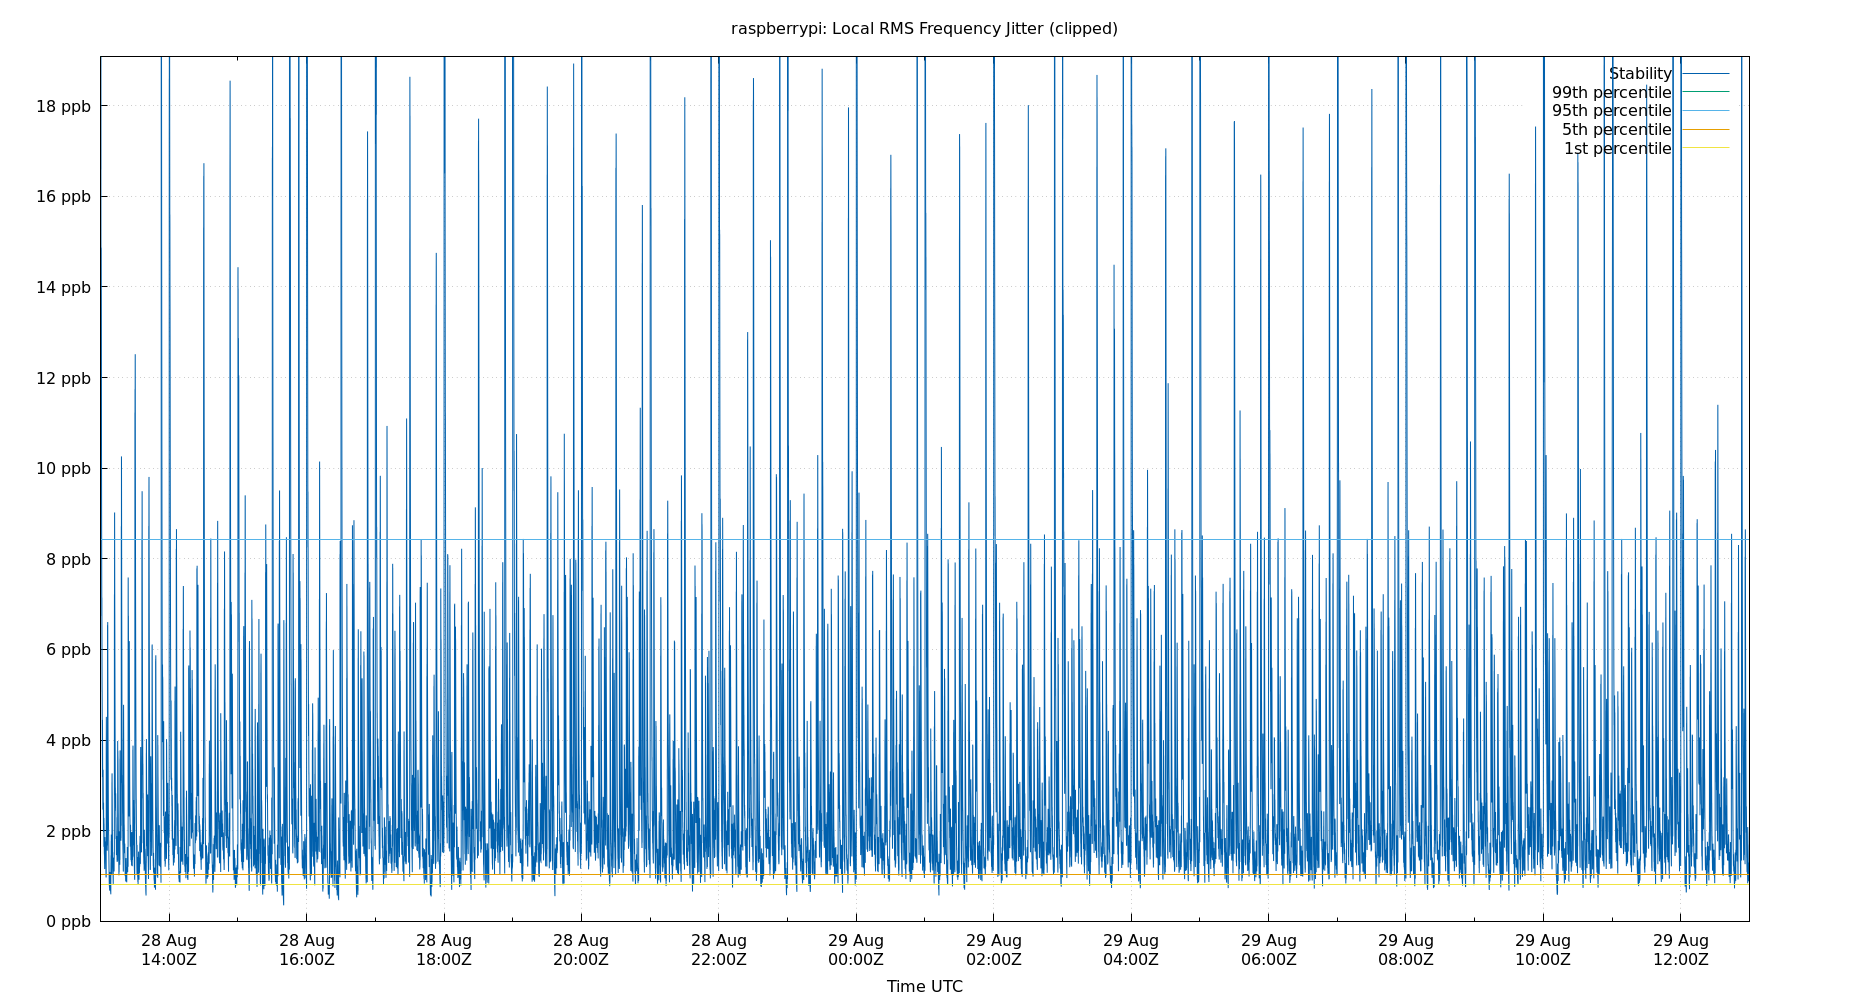 raspberrypi: Local RMS Frequency Jitter (clipped)
Stability
99th percentile
95th percentile
5th percentile
1st percentile
18 ppb
16 ppb
14 ppb
12 ppb
10 ppb
8 ppb
6 ppb
4 ppb
2 ppb
0 ppb
28 Aug 28 Aug 28 Aug 28 Aug 28 Aug 29 Aug 29 Aug 29 Aug 29 Aug 29 Aug 29 Aug 29 Aug
14:00Z 16:00Z 18:00Z 20:00Z 22:00Z 00:00Z 02:00Z 04:00Z 06:00Z 08:00Z 10:00Z 12:00Z
Time UTC